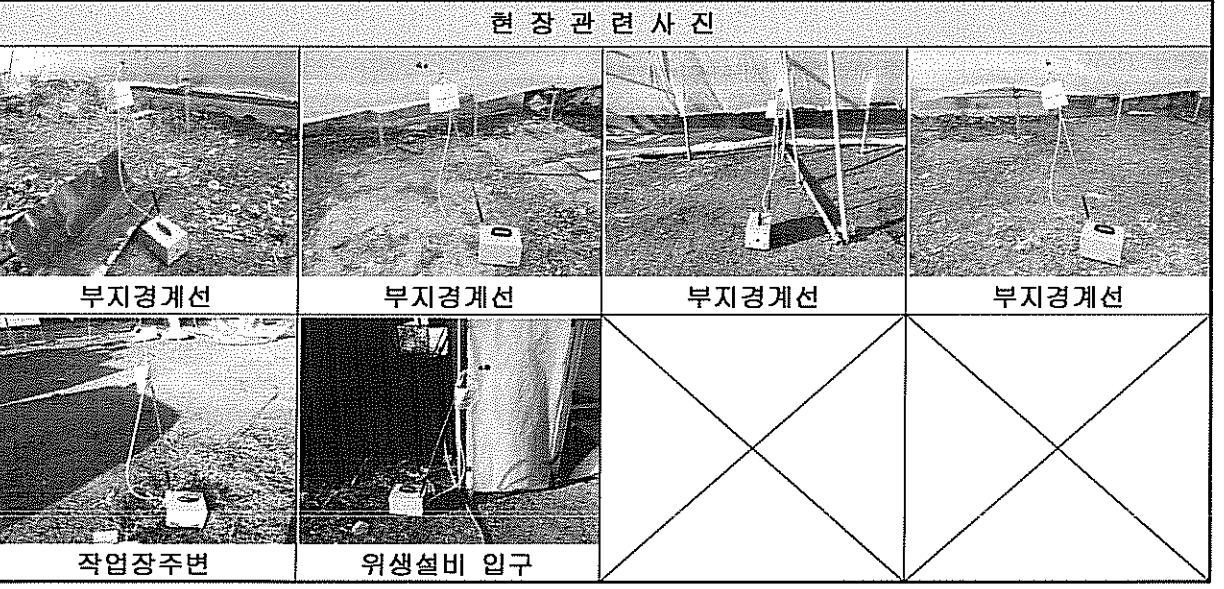 현 장 관 련 사 진
부지경계선
부지경계선
부지경계선
부지경계선
작업장주변
위생설비 입구